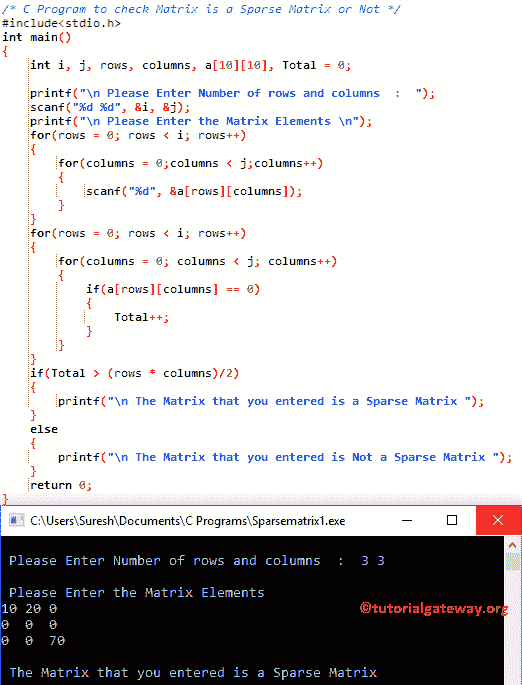 /* C Program to check Matrix is a Sparse Matrix or Not */
#include<stdio.h>
int main()
{
    int i, j, rows, columns, a[10][10], Total = 0;

    printf("\n Please Enter Number of rows and columns  :  ");
    scanf("%d %d", &i, &j);
    printf("\n Please Enter the Matrix Elements \n");
    for(rows = 0; rows < i; rows++)
    {
        for(columns = 0;columns < j;columns++)
        {
            scanf("%d", &a[rows][columns]);
        }
    }
    for(rows = 0; rows < i; rows++)
    {
        for(columns = 0; columns < j; columns++)
        {
            if(a[rows][columns] == 0)
            {
                Total++;
            }
        }
    }
    if(Total > (rows * columns)/2)
    {
        printf("\n The Matrix that you entered is a Sparse Matrix ");
    }
    else
    {
        printf("\n The Matrix that you entered is Not a Sparse Matrix ");
    }
    return 0;
}
C:\Users\Suresh\Documents\C Programs\Sparsematrix1.exe
Please Enter Number of rows and columns  :  3 3
Please Enter the Matrix Elements
10 20 0
©tutorialgateway.org
0  0  0
0  0  70
The Matrix that you entered is a Sparse Matrix